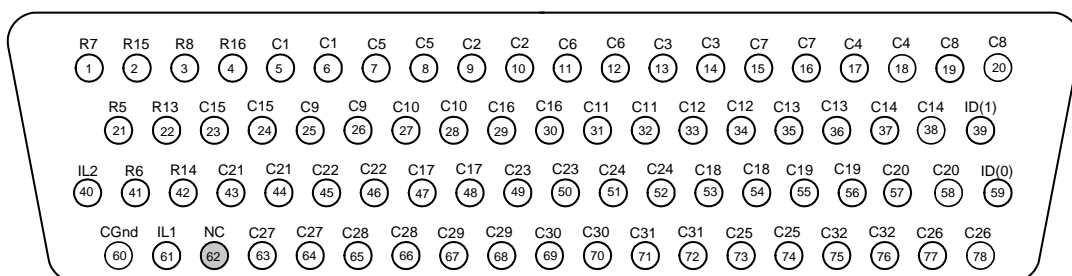 R7 R15 R8 R16 C1 C1 C5 C5 C2 C2 C6 C6 C3 C3 C7 C7 C4 C4 C8 C8
1 2 3 4 5 6 7 8 9 10 11 12 13 14 15 16 17 18 19 20
R5 R13 C15 C15 C9 C9 C10 C10 C16 C16 C11 C11 C12 C12 C13 C13 C14 C14 ID(1)
21 22 23 24 25 26 27 28 29 30 31 32 33 34 35 36 37 38 39
IL2 R6 R14 C21 C21 C22 C22 C17 C17 C23 C23 C24 C24 C18 C18 C19 C19 C20 C20 ID(0)
40 41 42 43 44 45 46 47 48 49 50 51 52 53 54 55 56 57 58 59
CGnd IL1 NC C27 C27 C28 C28 C29 C29 C30 C30 C31 C31 C25 C25 C32 C32 C26 C26
60 61 62 63 64 65 66 67 68 69 70 71 72 73 74 75 76 77 78